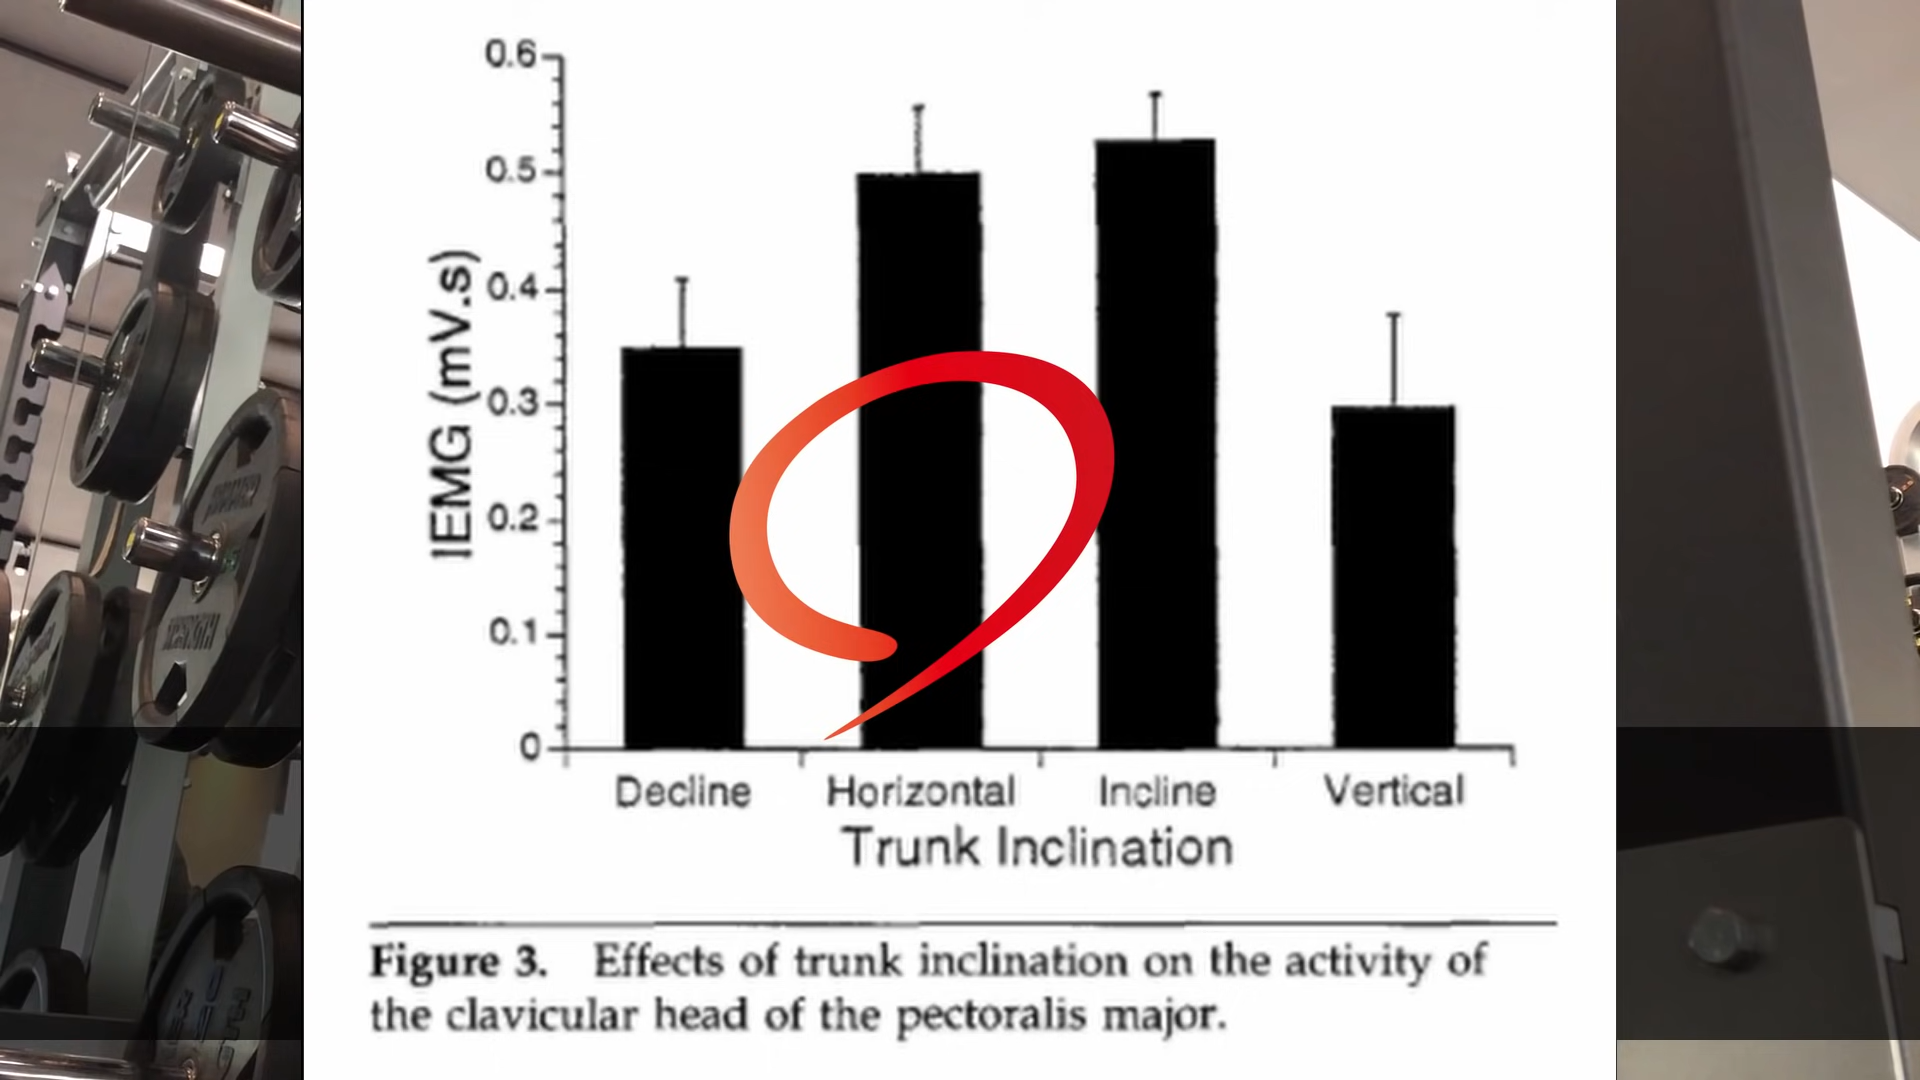 0.6
0.5
0.4
0.3
0.2
0.1
0
IEMG (mV.s)
Decline Horizontal Incline Vertical
Trunk Inclination
Figure 3. Effects of trunk inclination on the activity of
the clavicular head of the pectoralis major.